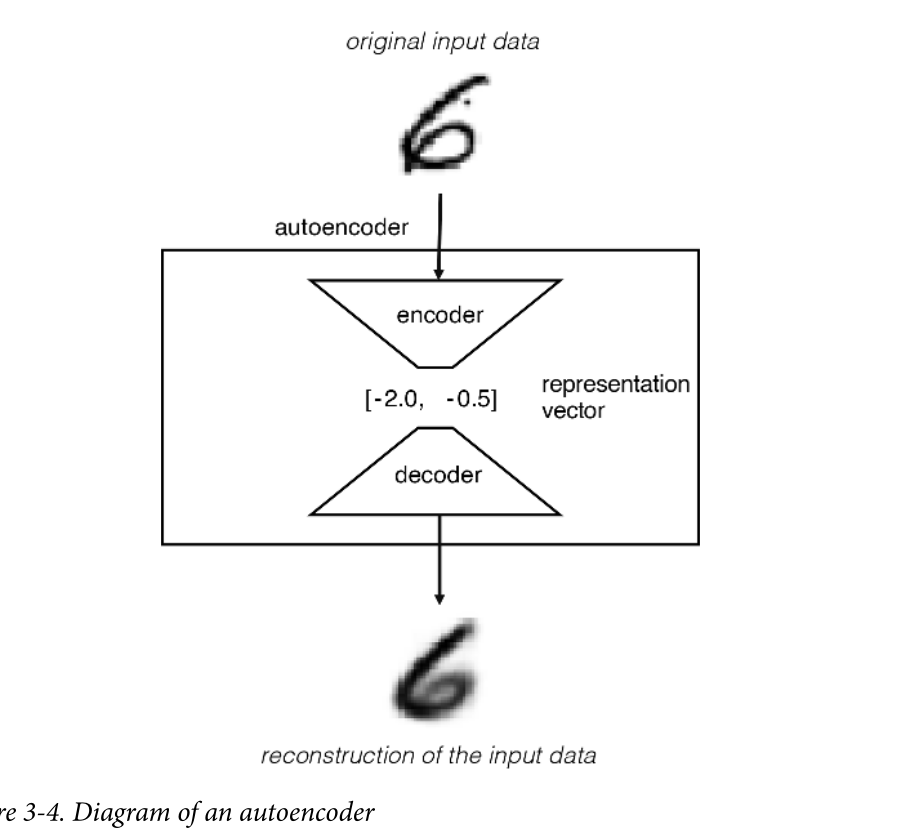 original input data
6
autoencoder
encoder
[-2.0, -0.5]
representation
vector
decoder
6
reconstruction of the input data
re 3-4. Diagram of an autoencoder